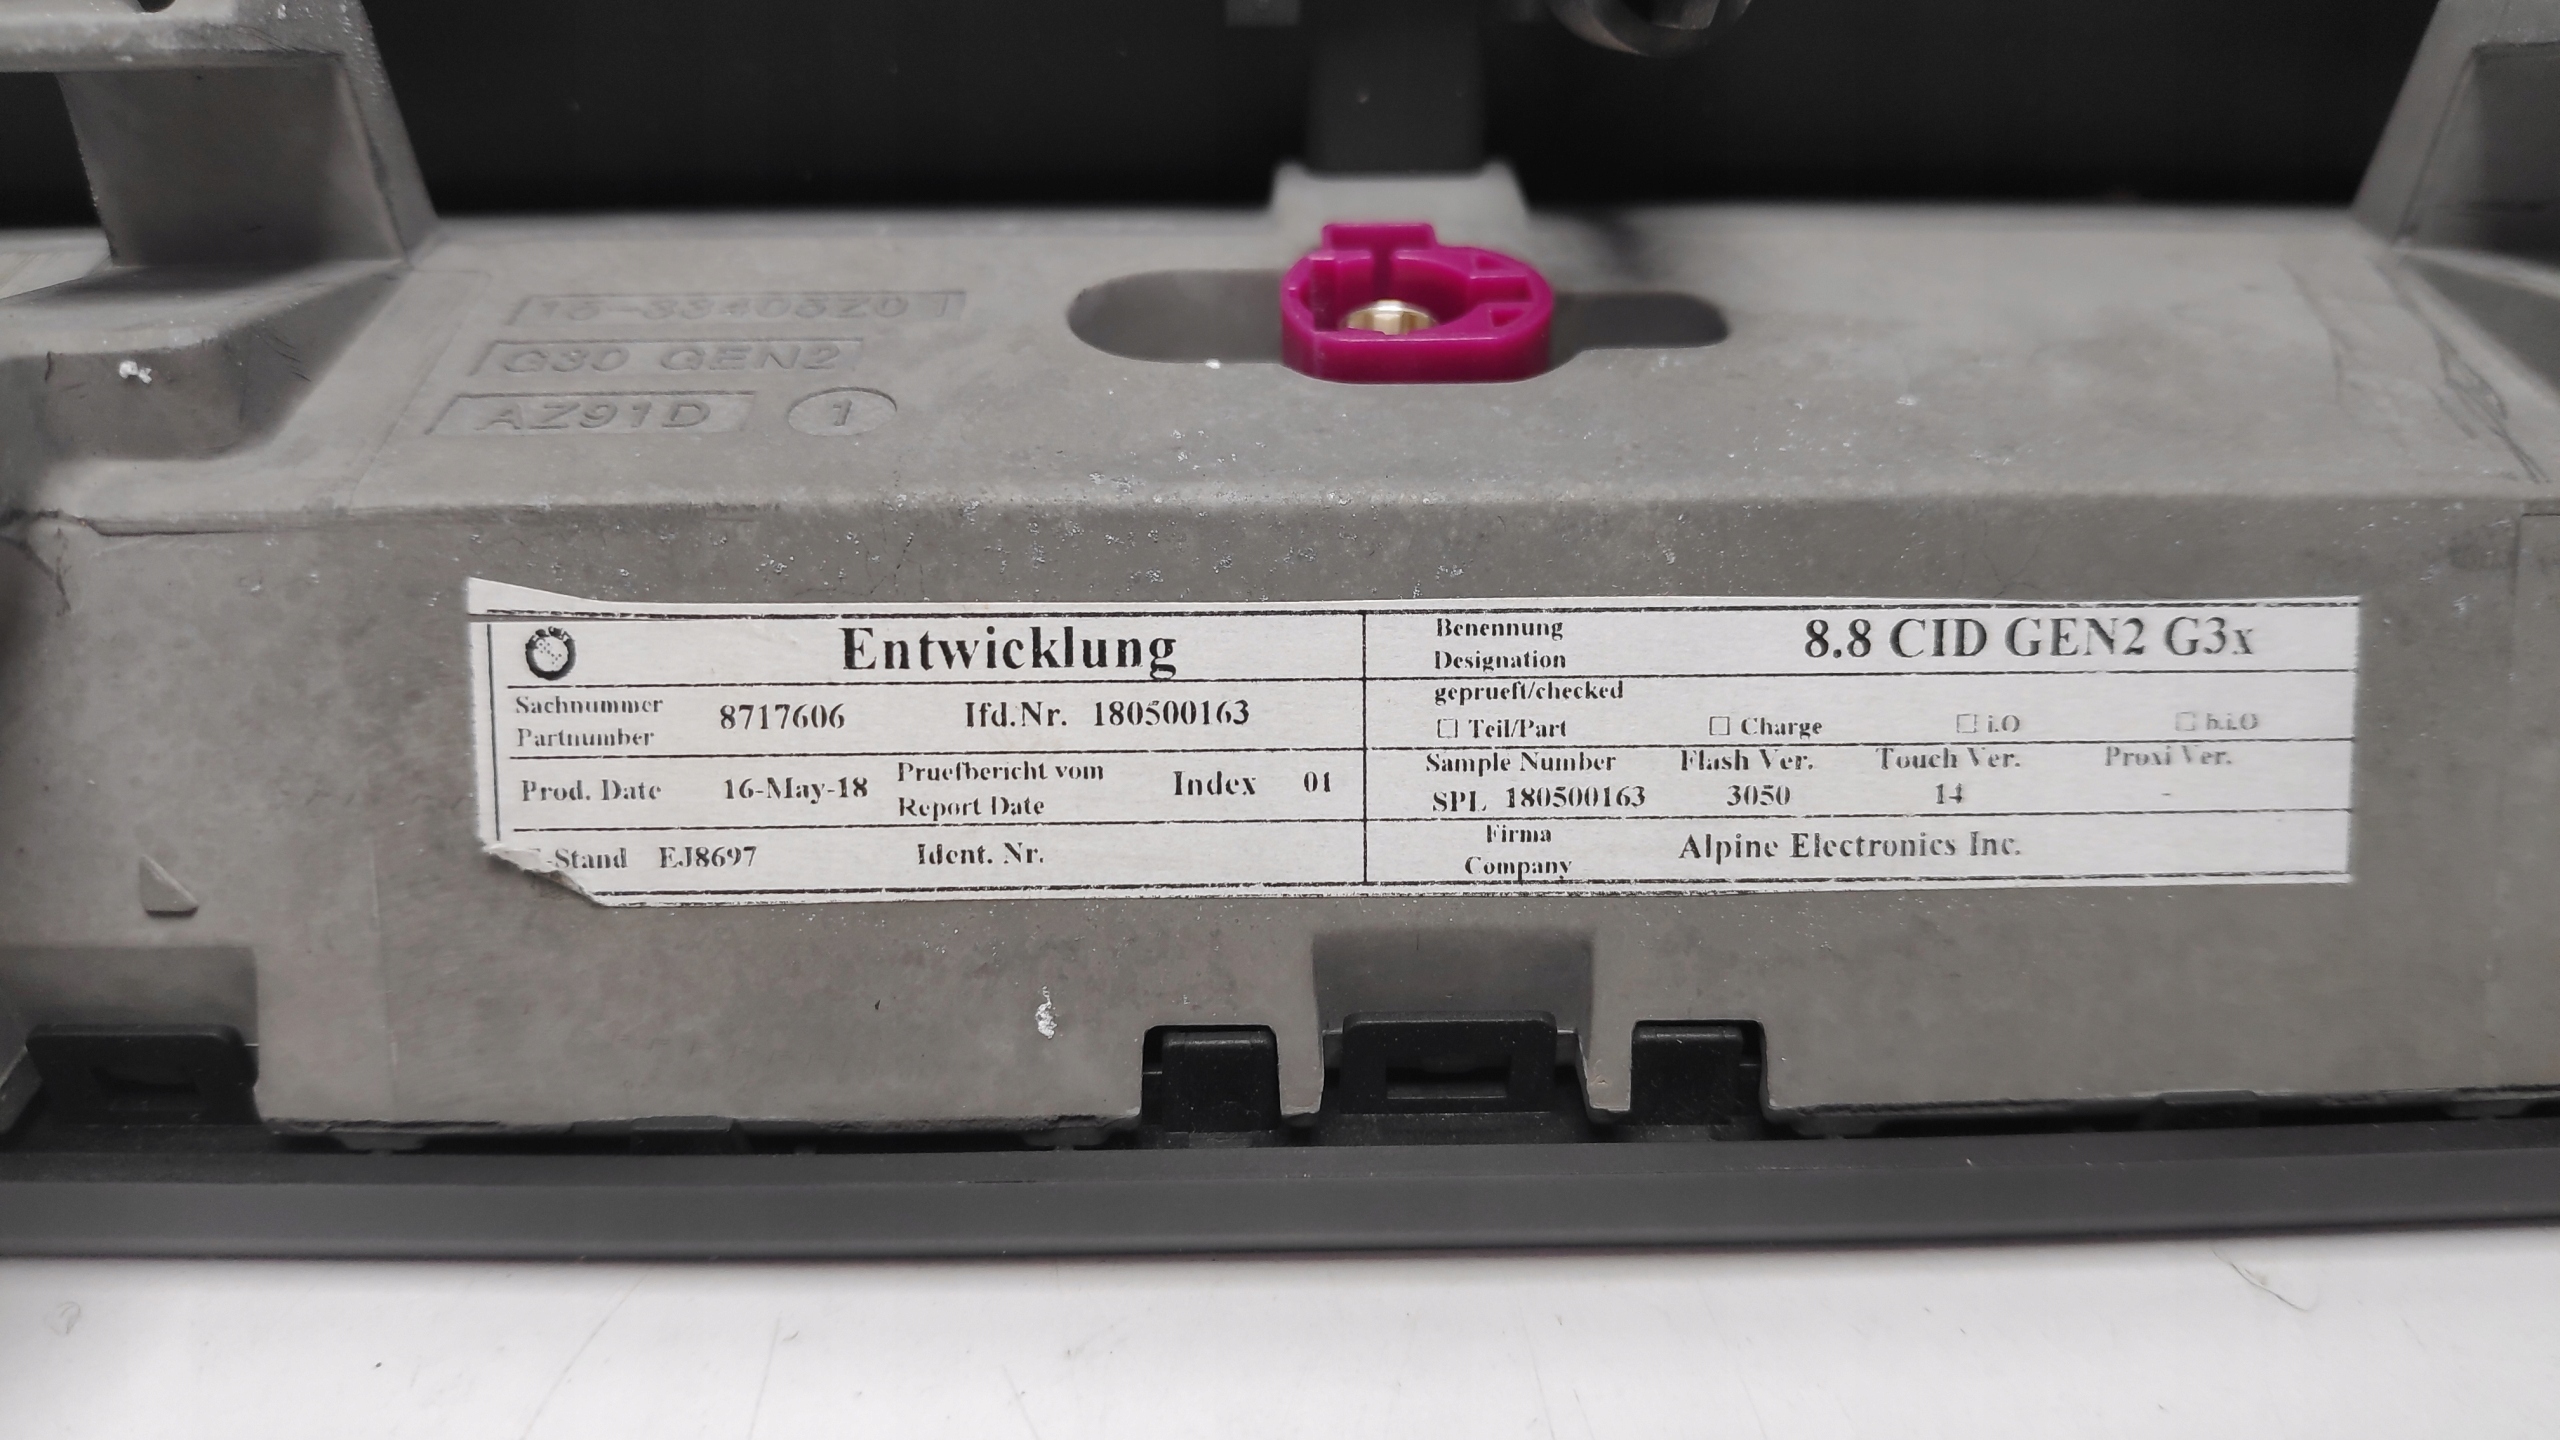 G30 GEN2
AZ91D 1
Entwicklung
Sachnummer
Partnumber
8717606 lfd.Nr. 180500163
Prod. Date 16-May-18
Pruefbericht vom
Report Date
Index 01
-Stand EJ8697 Ident. Nr.
Benennung
Designation
8.8 CID GEN2 G3x
geprueft/checked
☐ Teil/Part ☐ Charge ☐ i.O ☐ b.i.O
Sample Number Flash Ver. Touch Ver. Proxi Ver.
SPL 180500163 3050 14 -
Firma
Company
Alpine Electronics Inc.